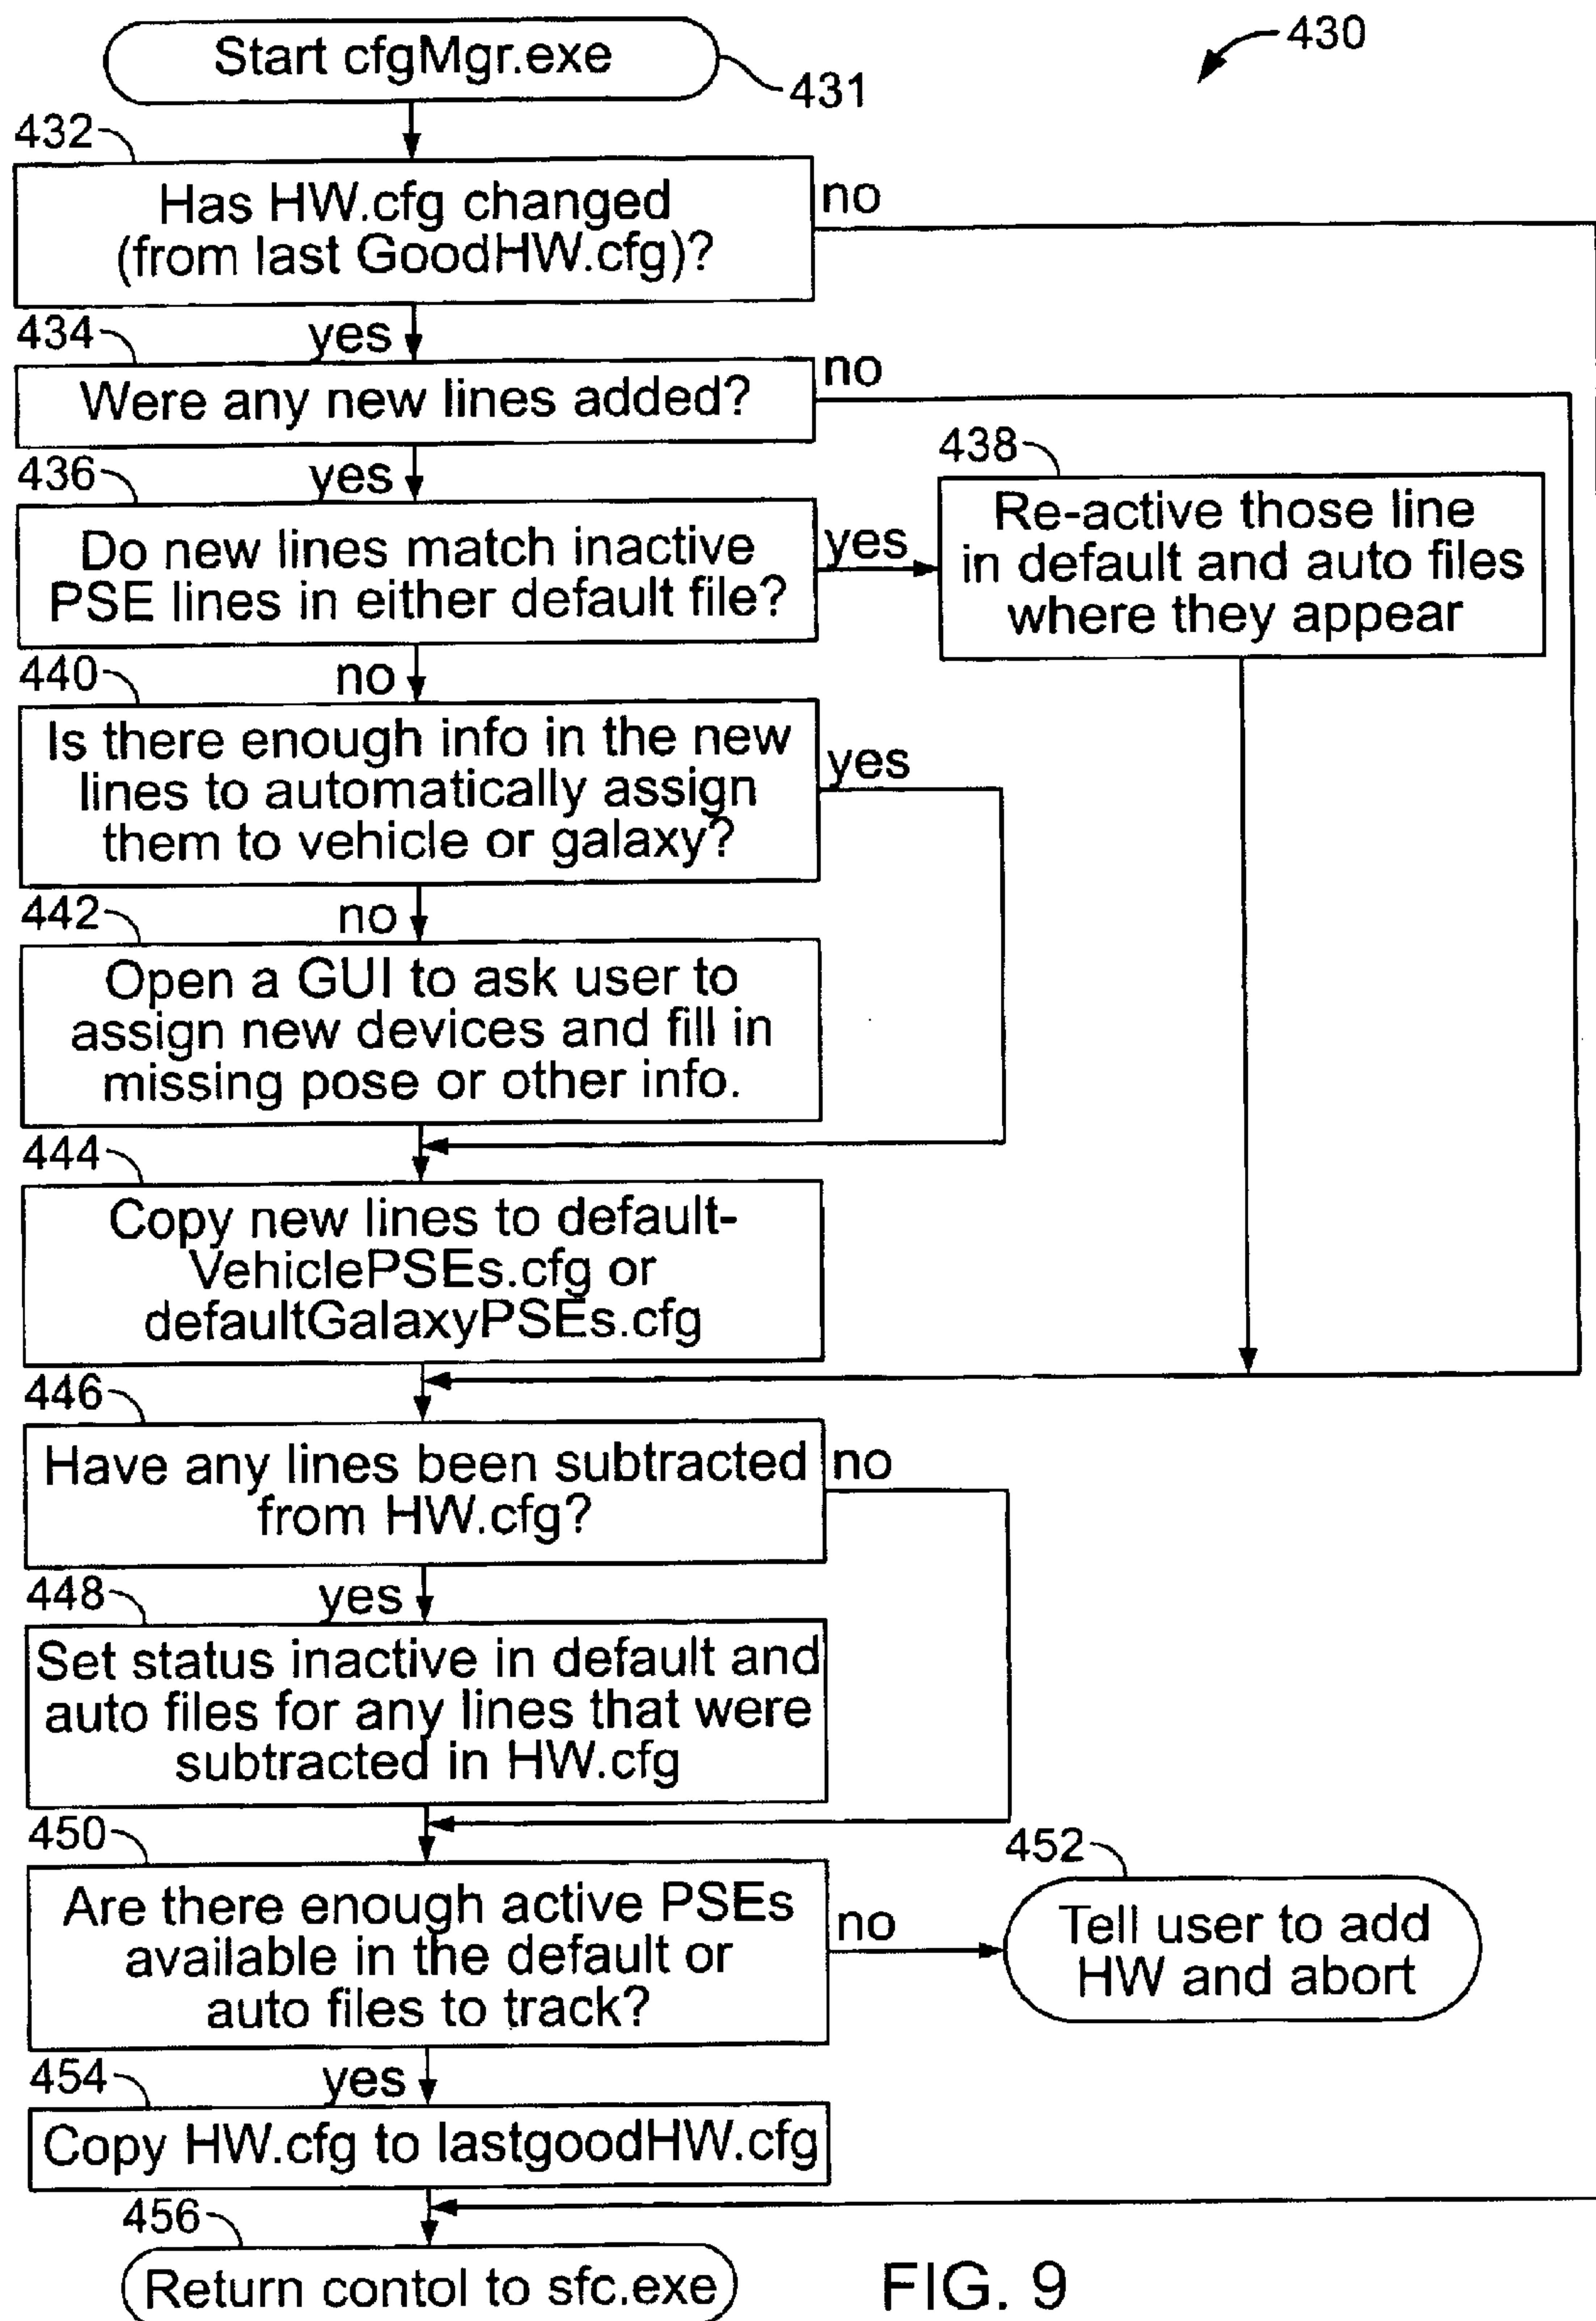 Start cfgMgr.exe
430
431
432
Has HW.cfg changed
(from last GoodHW.cfg)?
no
yes
434
Were any new lines added?
no
yes
436
Do new lines match inactive
PSE lines in either default file?
yes
438
Re-active those line
in default and auto files
where they appear
no
440
Is there enough info in the new
lines to automatically assign
them to vehicle or galaxy?
yes
no
442
Open a GUI to ask user to
assign new devices and fill in
missing pose or other info.
444
Copy new lines to default-
VehiclePSEs.cfg or
defaultGalaxyPSEs.cfg
446
Have any lines been subtracted
from HW.cfg?
no
yes
448
Set status inactive in default and
auto files for any lines that were
subtracted in HW.cfg
450
Are there enough active PSEs
available in the default or
auto files to track?
no
452
Tell user to add
HW and abort
yes
454
Copy HW.cfg to lastgoodHW.cfg
456
Return contol to sfc.exe
FIG. 9